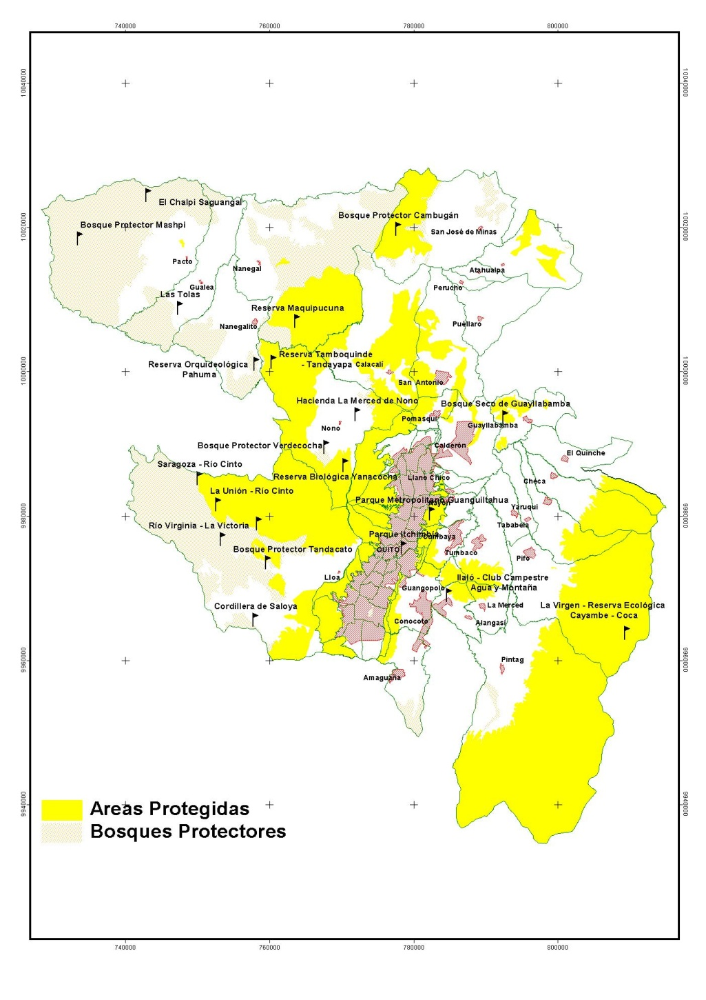 740000
760000
780000
800000
10040000
10040000
El Chalpi Saguangal
Bosque Protector Mashpi
Bosque Protector Cambugán
10020000
10020000
San José de Minas
Pacto
Nanegal
Atahualpa
Gualea
Perucho
Las Tolas
Reserva Maquipucuna
Nanegalito
Puéllaro
Reserva Tamboquinde
- Tandayapa
Calacalí
Reserva Orquideológica
Pahuma
10000000
10000000
San Antonio
Hacienda La Merced de Nono
Bosque Seco de Guayllabamba
Pomasqui
Guayllabamba
Nono
Bosque Protector Verdecocha
Calderón
El Quinche
Saragoza - Río Cinto
Reserva Biológica Yanacocha
Llano Chico
Checa
La Unión - Río Cinto
Parque Metropolitano Guanguiltahua
Nayón
Yaruqui
9980000
9980000
Río Virginia - La Victoria
Tababela
Parque Itchimbía
Cumbaya
Bosque Protector Tandacato
QUITO
Tumbaco
Pifo
Lloa
Ilaló - Club Campestre
Agua y Montaña
Guangopolo
Cordillera de Saloya
La Merced
La Virgen - Reserva Ecológica
Cayambe - Coca
Conocoto
Alangasí
9960000
9960000
Pintag
Amaguaña
9940000
9940000
Areas Protegidas
Bosques Protectores
740000
760000
780000
800000